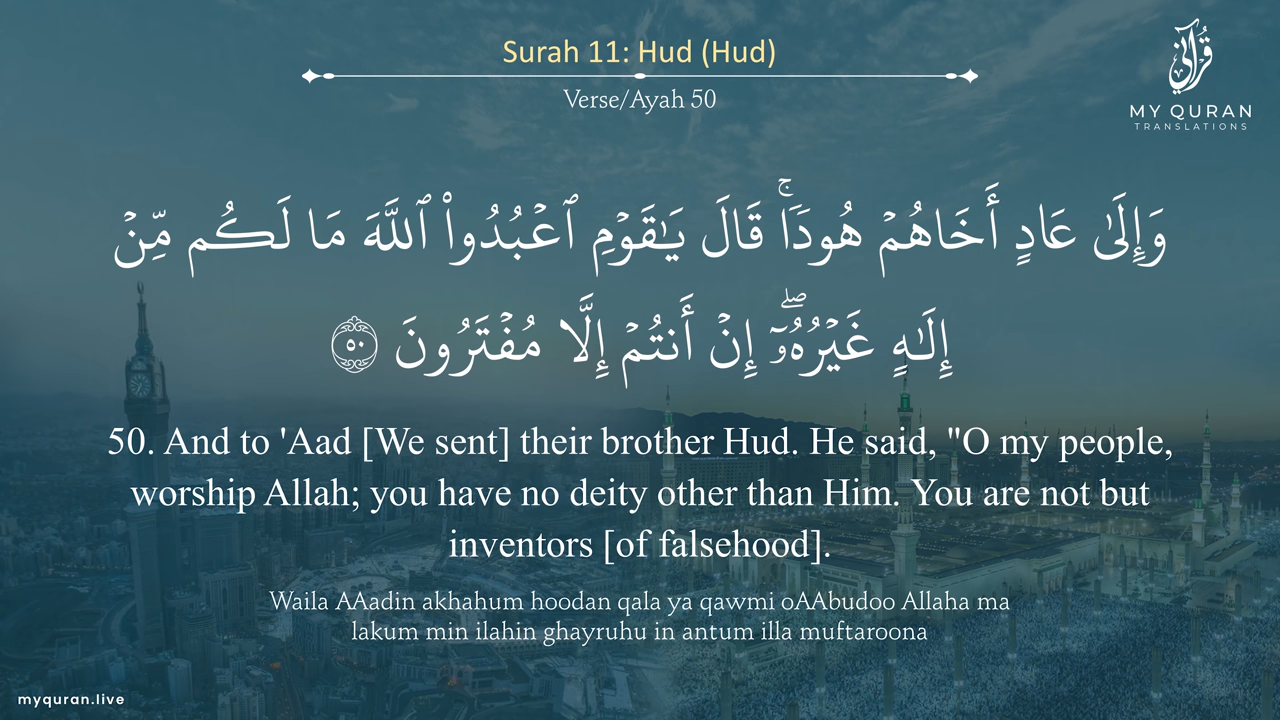 Surah 11: Hud (Hud)
Verse/Ayah 50
قرآني
MY QURAN
TRANSLATIONS
وَإِلَىٰ عَادٍ أَخَاهُمۡ هُودٗاۚ قَالَ يَٰقَوۡمِ ٱعۡبُدُواْ ٱللَّهَ مَا لَكُم مِّنۡ
إِلَٰهٍ غَيۡرُهُۥٓۖ إِنۡ أَنتُمۡ إِلَّا مُفۡتَرُونَ ٥٠
50. And to 'Aad [We sent] their brother Hud. He said, "O my people,
worship Allah; you have no deity other than Him. You are not but
inventors [of falsehood].
Waila AAadin akhahum hoodan qala ya qawmi oAAbudoo Allaha ma
lakum min ilahin ghayruhu in antum illa muftaroona
myquran.live